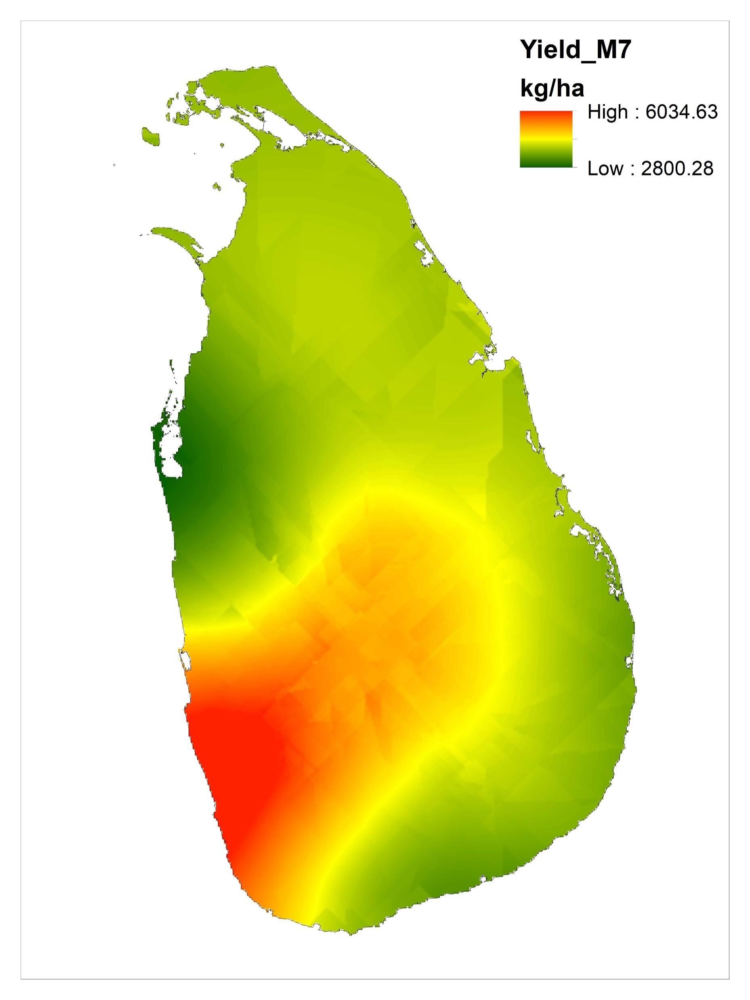 Yield_M7
kg/ha
High : 6034.63
Low : 2800.28